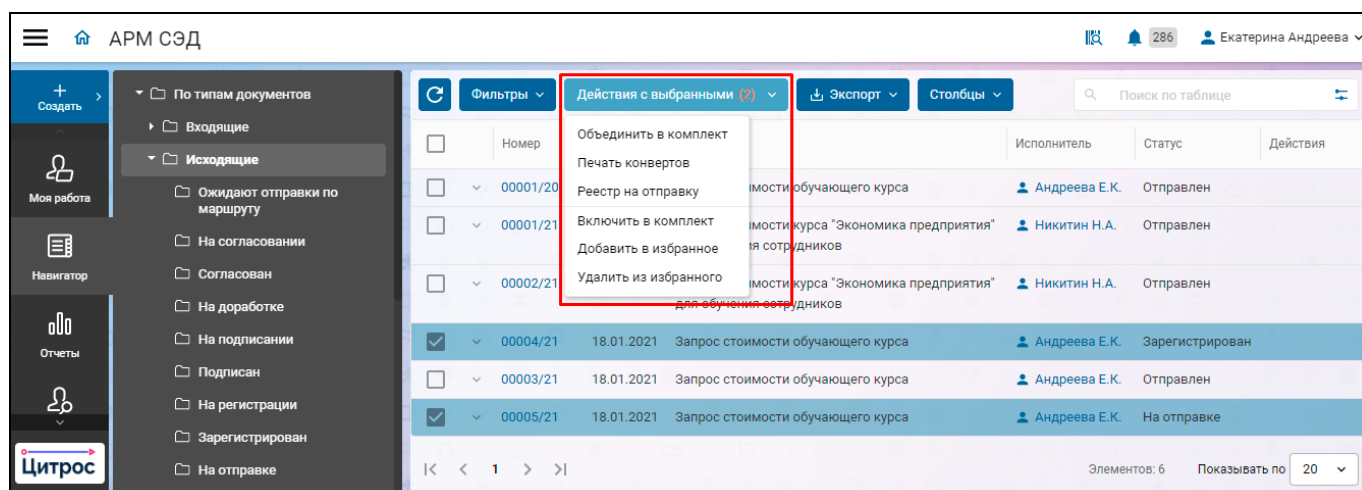 АРМ СЭД
286
Екатерина Андреева
Создать
Моя работа
Навигатор
Отчеты
Цитрос
По типам документов
Входящие
Исходящие
Ожидают отправки по
маршруту
На согласовании
Согласован
На доработке
На подписании
Подписан
На регистрации
Зарегистрирован
На отправке
Фильтры
Действия с выбранными (2)
Экспорт
Столбцы
Поиск по таблице
Объединить в комплект
Печать конвертов
Реестр на отправку
Включить в комплект
Добавить в избранное
Удалить из избранного
Номер Исполнитель Статус Действия
00001/20 обучающего курса Андреева Е.К. Отправлен
00001/21 курса "Экономика предприятия" Никитин Н.А. Отправлен
сотрудников
00002/21 курса "Экономика предприятия" Никитин Н.А. Отправлен
для обучения сотрудников
00004/21 18.01.2021 Запрос стоимости обучающего курса Андреева Е.К. Зарегистрирован
00003/21 18.01.2021 Запрос стоимости обучающего курса Андреева Е.К. Отправлен
00005/21 18.01.2021 Запрос стоимости обучающего курса Андреева Е.К. На отправке
1
Элементов: 6 Показывать по 20